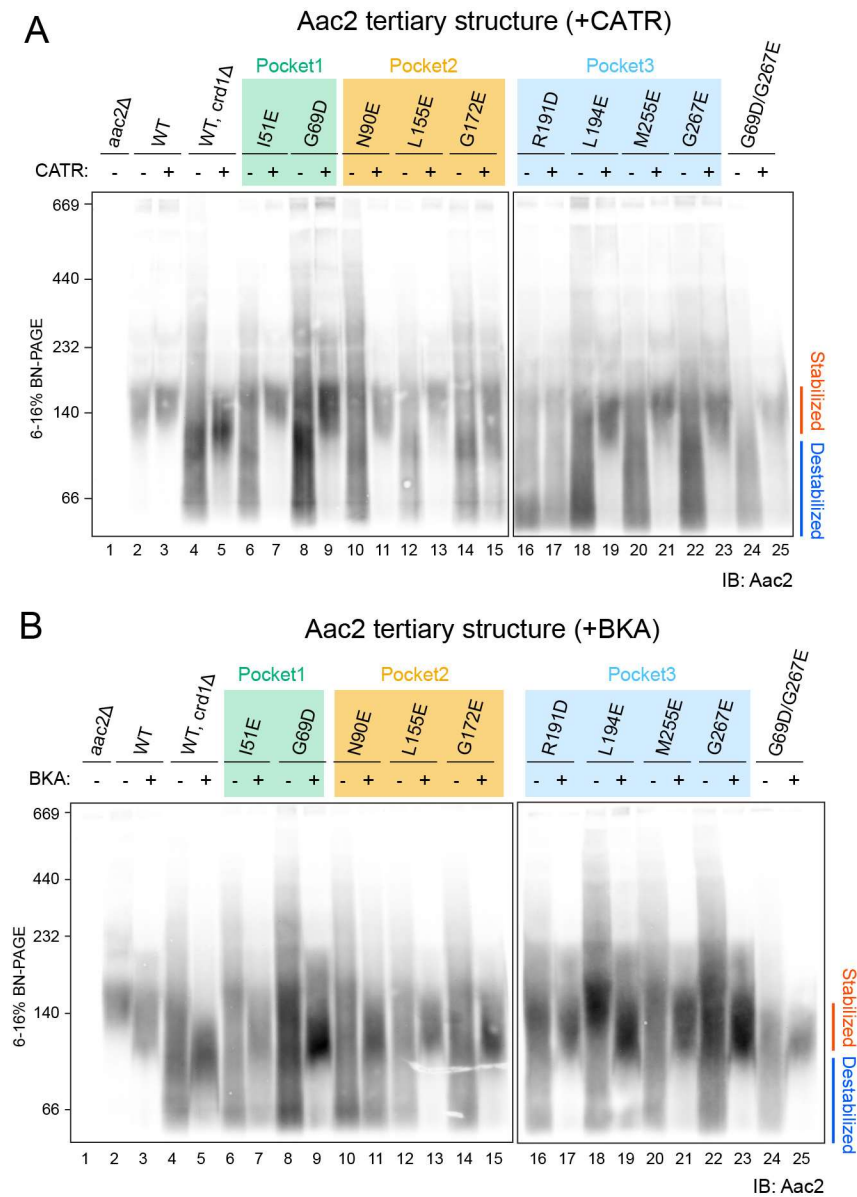 A
Aac2 tertiary structure (+CATR)
Pocket1 Pocket2 Pocket3
aac2Δ WT WT, crd1Δ I51E G69D N90E L155E G172E R191D L194E M255E G267E G69D/G267E
CATR: - - + - + - + - + - + - + - + - + - + - + - + - +
669
440
232
140
66
6-16% BN-PAGE
Stabilized
Destabilized
1 2 3 4 5 6 7 8 9 10 11 12 13 14 15 16 17 18 19 20 21 22 23 24 25
IB: Aac2
B
Aac2 tertiary structure (+BKA)
Pocket1 Pocket2 Pocket3
aac2Δ WT WT, crd1Δ I51E G69D N90E L155E G172E R191D L194E M255E G267E G69D/G267E
BKA: - - + - + - + - + - + - + - + - + - + - + - + - +
669
440
232
140
66
6-16% BN-PAGE
Stabilized
Destabilized
1 2 3 4 5 6 7 8 9 10 11 12 13 14 15 16 17 18 19 20 21 22 23 24 25
IB: Aac2